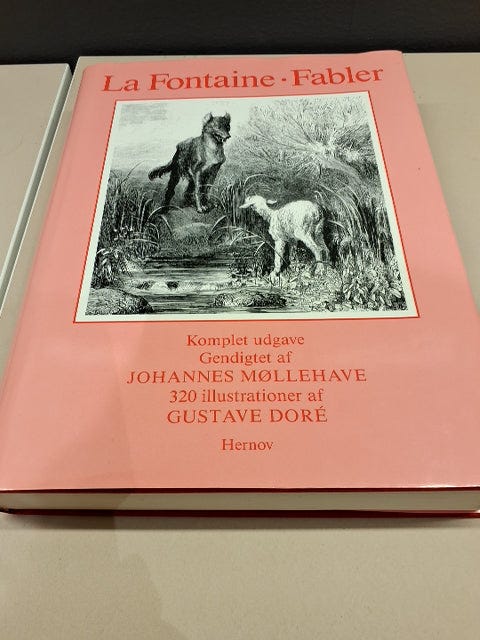 La Fontaine · Fabler
Komplet udgave
Gendigtet af
JOHANNES MØLLEHAVE
320 illustrationer af
GUSTAVE DORÉ
Hernov